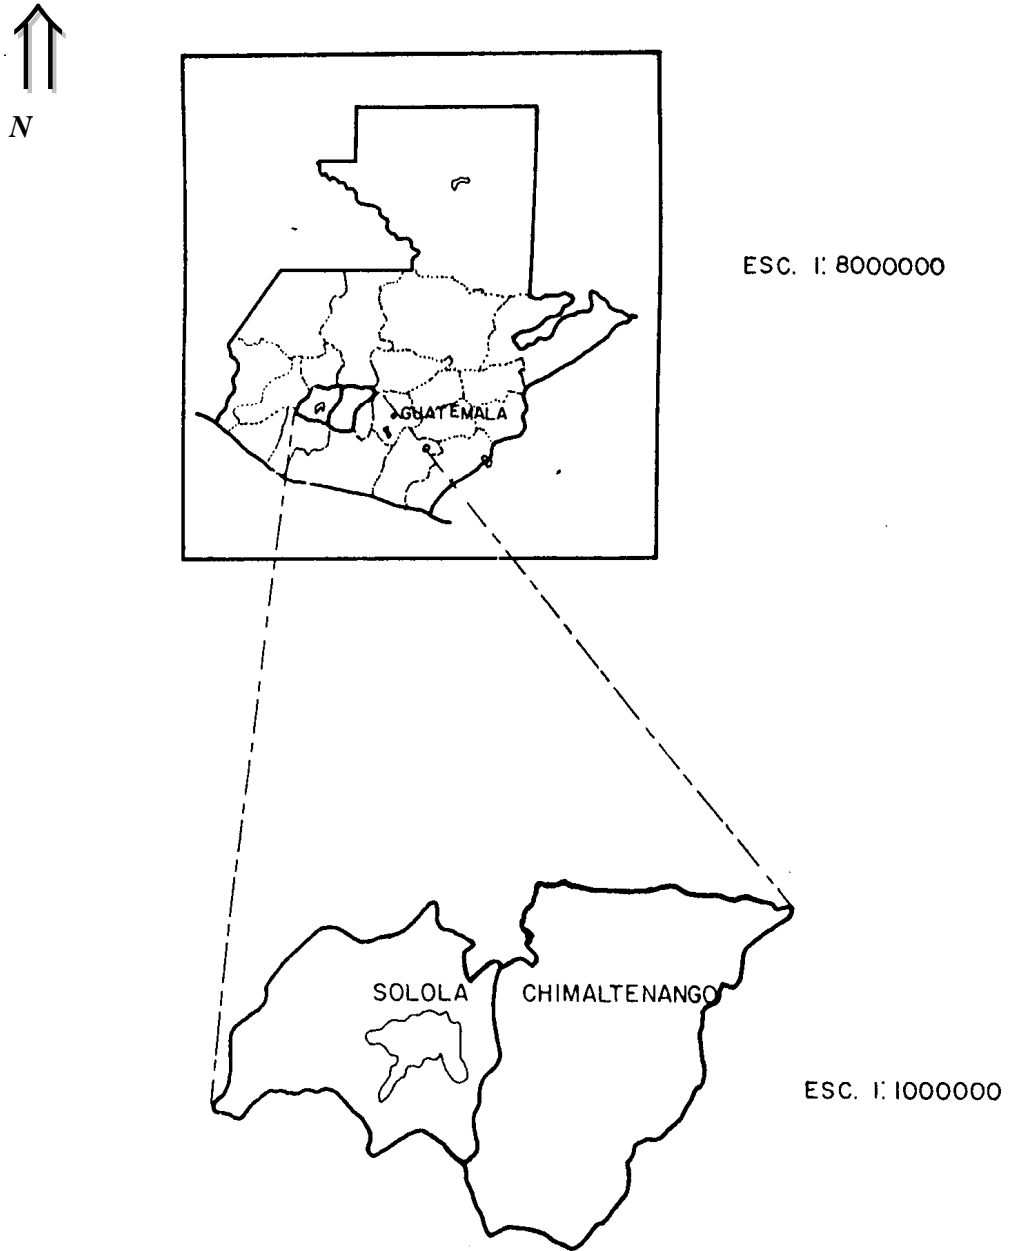 N
ESC. 1: 8000000
GUATEMALA
SOLOLA
CHIMALTENANGO
ESC. 1: 1000000